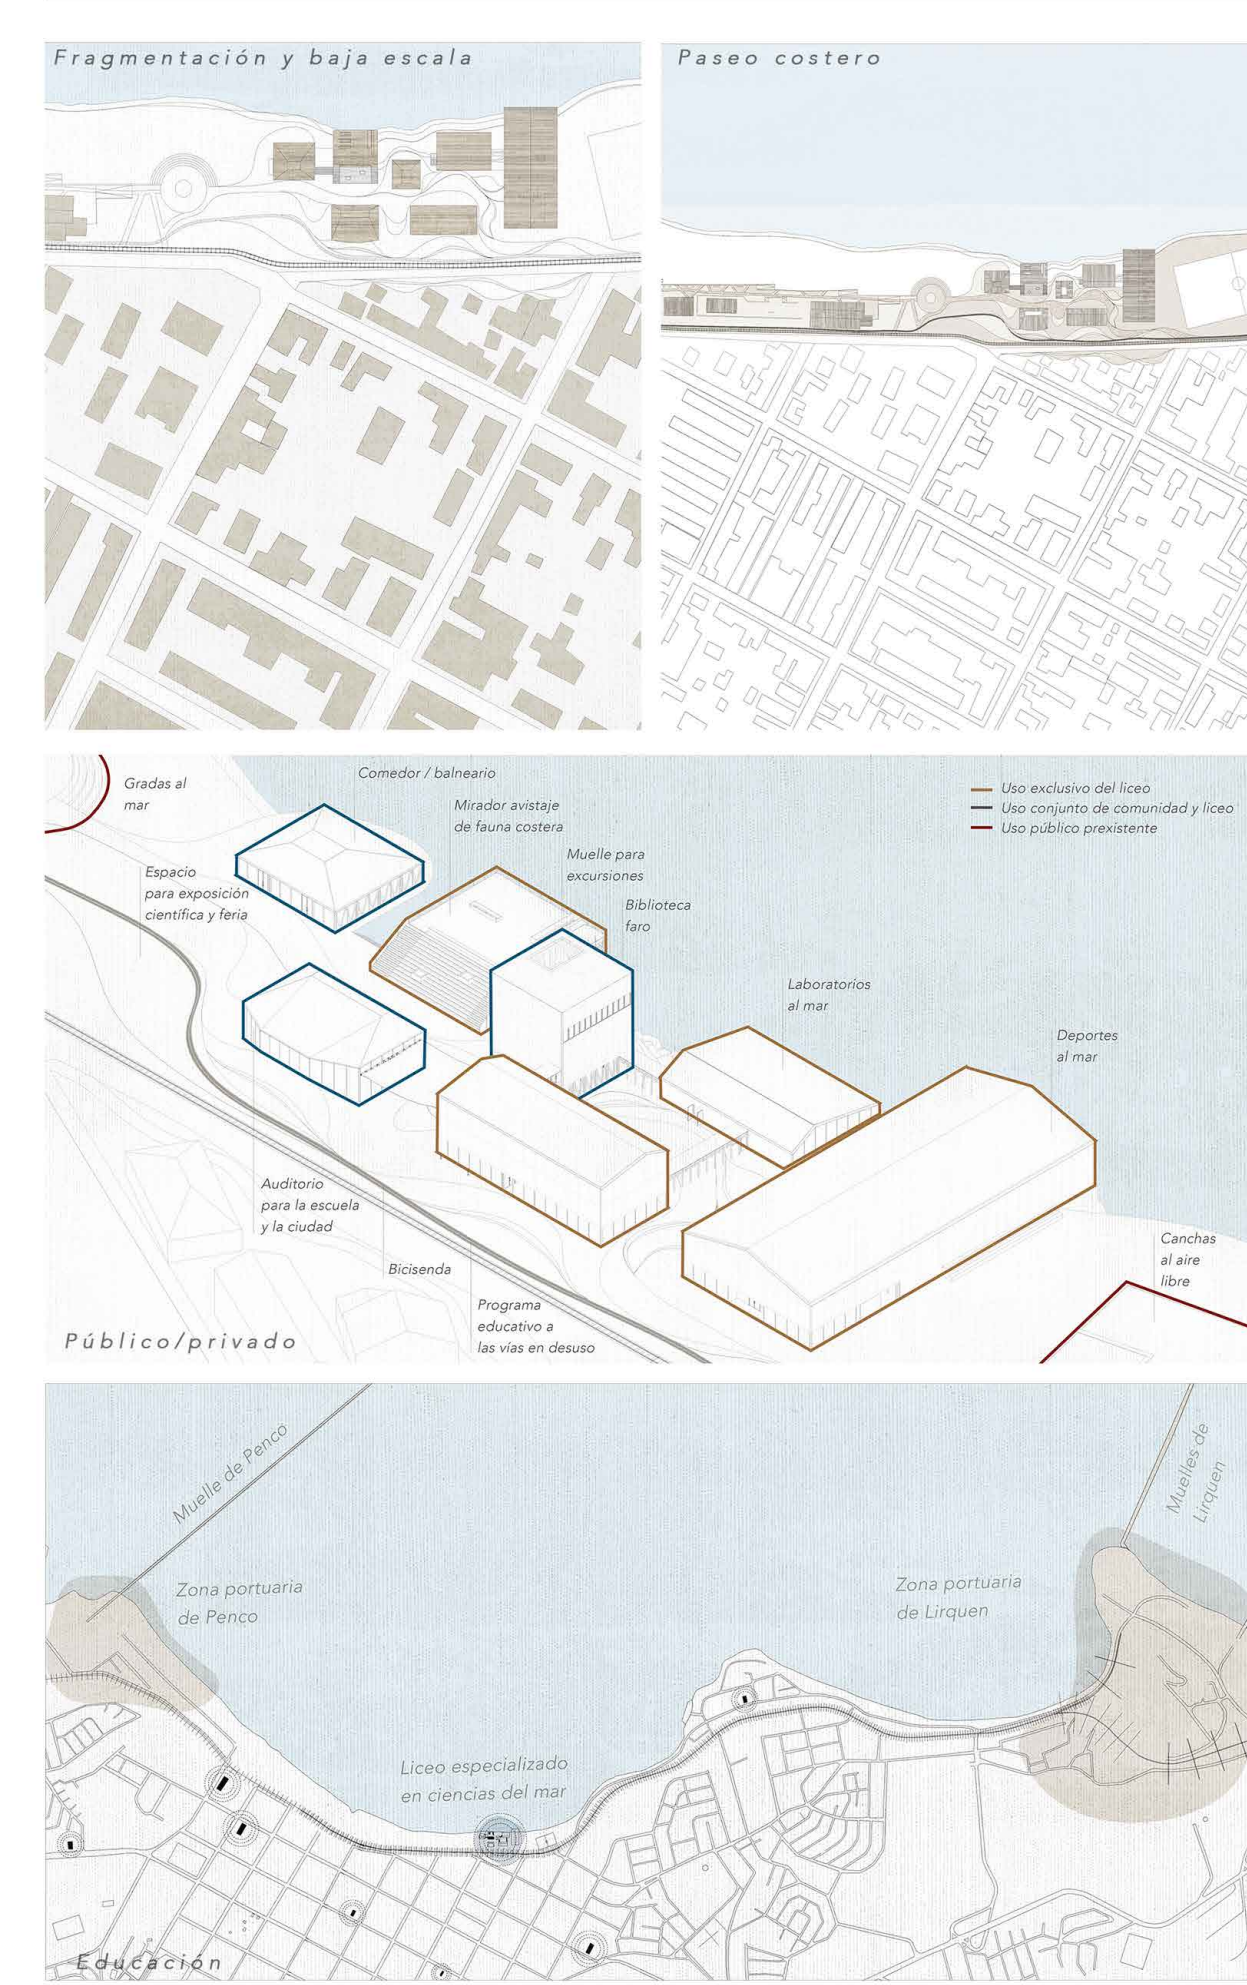 Fragmentación y baja escala
Paseo costero
Gradas al
mar
Comedor / balneario
Mirador avistaje
de fauna costera
Muelle para
excursiones
Biblioteca
faro
Uso exclusivo del liceo
Uso conjunto de comunidad y liceo
Uso público prexistente
Espacio
para exposición
científica y feria
Laboratorios
al mar
Deportes
al mar
Auditorio
para la escuela
y la ciudad
Bicisenda
Programa
educativo a
las vías en desuso
Canchas
al aire
libre
Público/privado
Muelle de Penco
Muelles de
Lirquen
Zona portuaria
de Penco
Zona portuaria
de Lirquen
Liceo especializado
en ciencias del mar
Educación